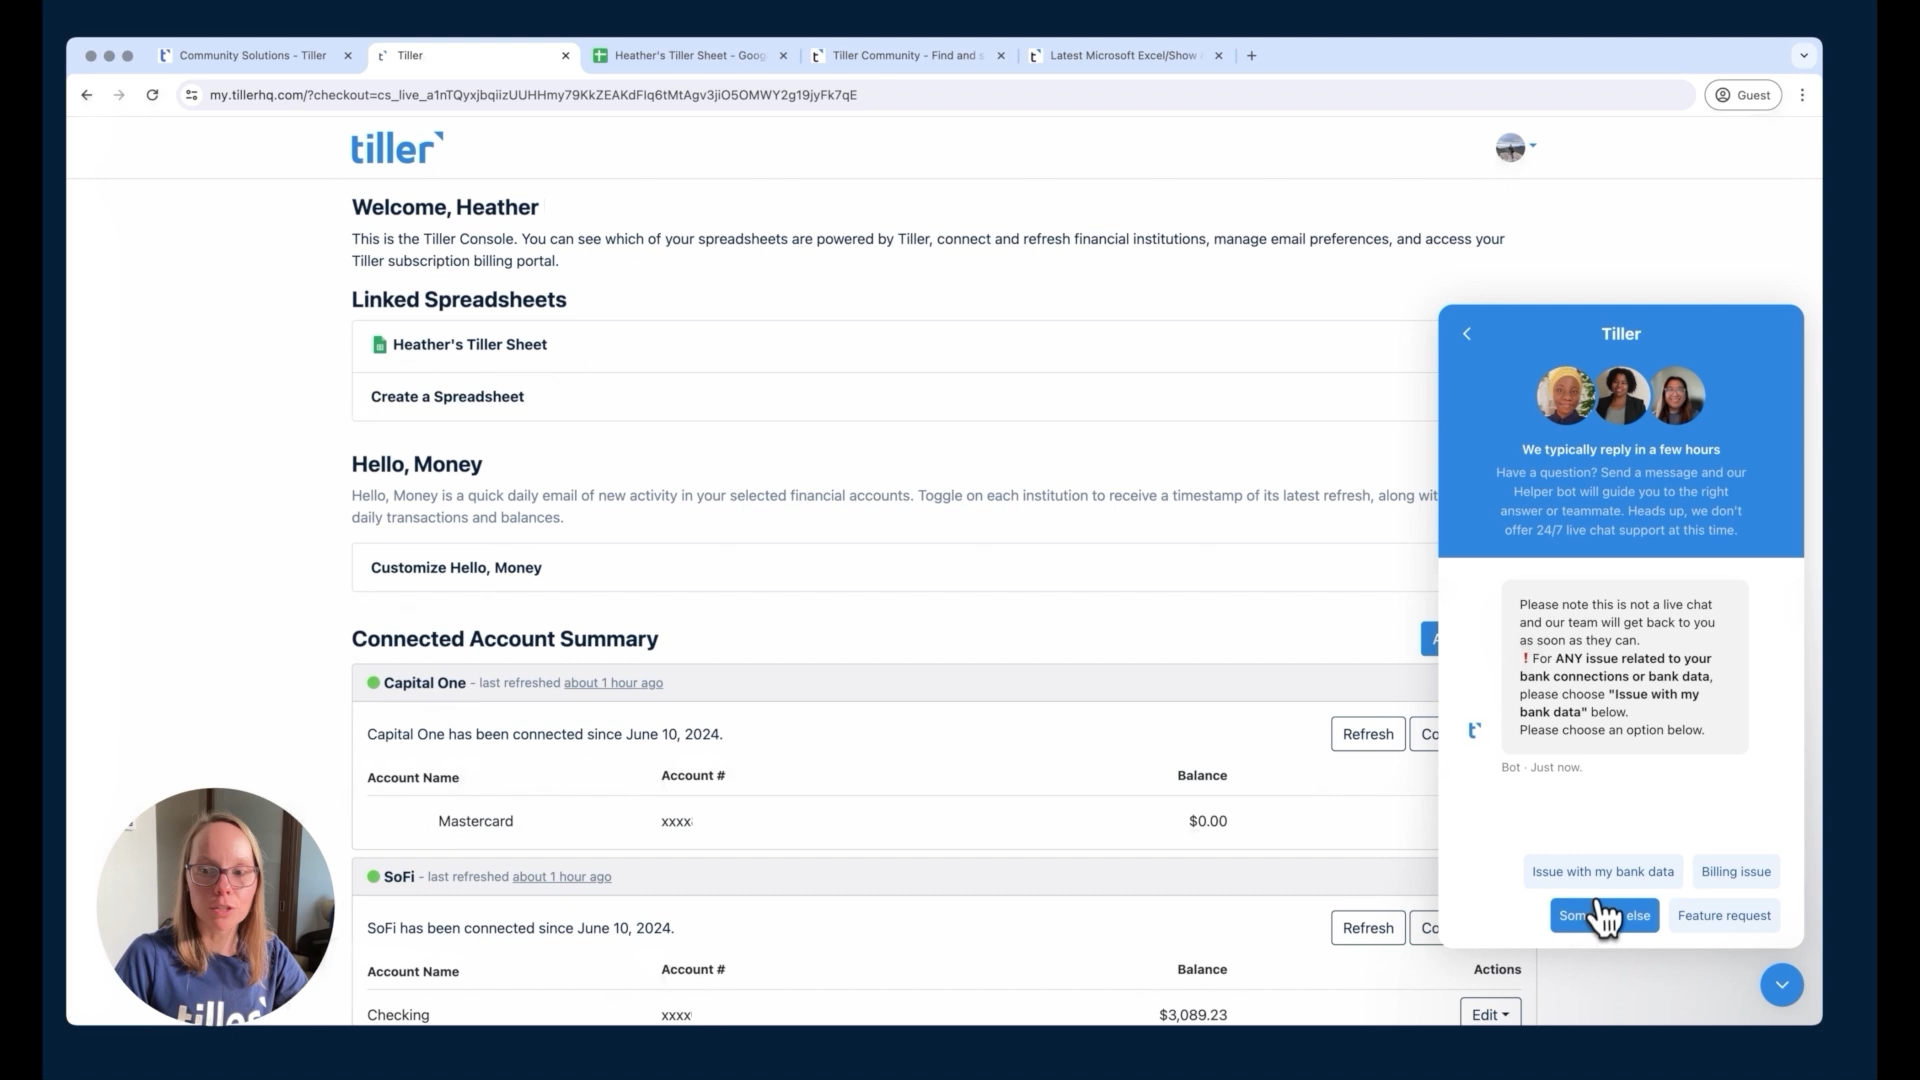 Community Solutions - Tiller
Tiller
Heather's Tiller Sheet - Goog
Tiller Community - Find and s
Latest Microsoft Excel/Show
my.tillerhq.com/?checkout=cs_live_a1nTQyxjbqiizUUHHmy79KkZEAKdFIq6tMtAgv3jiO5OMWY2g19jyFk7qE
Guest
tiller
Welcome, Heather
This is the Tiller Console. You can see which of your spreadsheets are powered by Tiller, connect and refresh financial institutions, manage email preferences, and access your
Tiller subscription billing portal.
Linked Spreadsheets
Heather's Tiller Sheet
Create a Spreadsheet
Hello, Money
Hello, Money is a quick daily email of new activity in your selected financial accounts. Toggle on each institution to receive a timestamp of its latest refresh, along wit
daily transactions and balances.
Customize Hello, Money
Connected Account Summary
A
Capital One - last refreshed about 1 hour ago
Capital One has been connected since June 10, 2024.
Refresh
Co
Account Name Account # Balance
Mastercard xxxx $0.00
SoFi - last refreshed about 1 hour ago
SoFi has been connected since June 10, 2024.
Refresh
Co
Account Name Account # Balance Actions
Checking xxxx $3,089.23 Edit
Tiller
We typically reply in a few hours
Have a question? Send a message and our
Helper bot will guide you to the right
answer or teammate. Heads up, we don't
offer 24/7 live chat support at this time.
Please note this is not a live chat
and our team will get back to you
as soon as they can.
❗For ANY issue related to your
bank connections or bank data,
please choose "Issue with my
bank data" below.
Please choose an option below.
Bot · Just now.
Issue with my bank data
Billing issue
Som else
Feature request
tiller